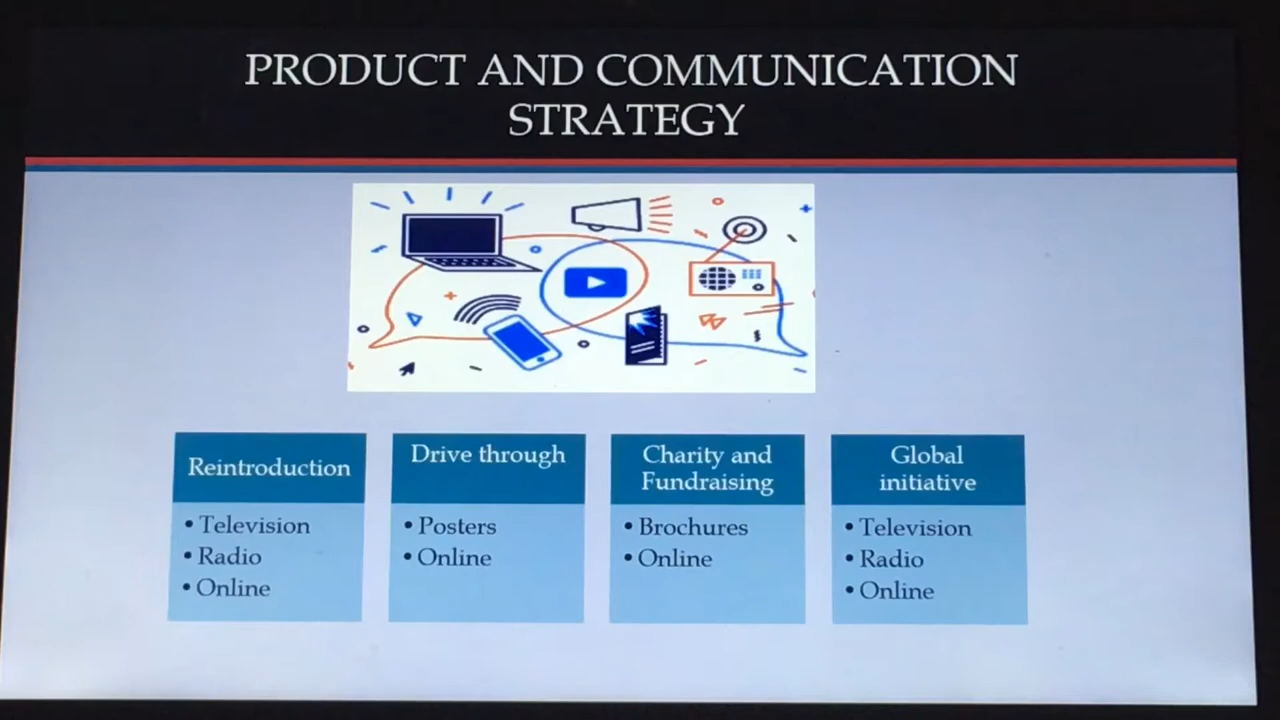 PRODUCT AND COMMUNICATION
STRATEGY
Reintroduction
• Television
• Radio
• Online
Drive through
• Posters
• Online
Charity and
Fundraising
• Brochures
• Online
Global
initiative
• Television
• Radio
• Online